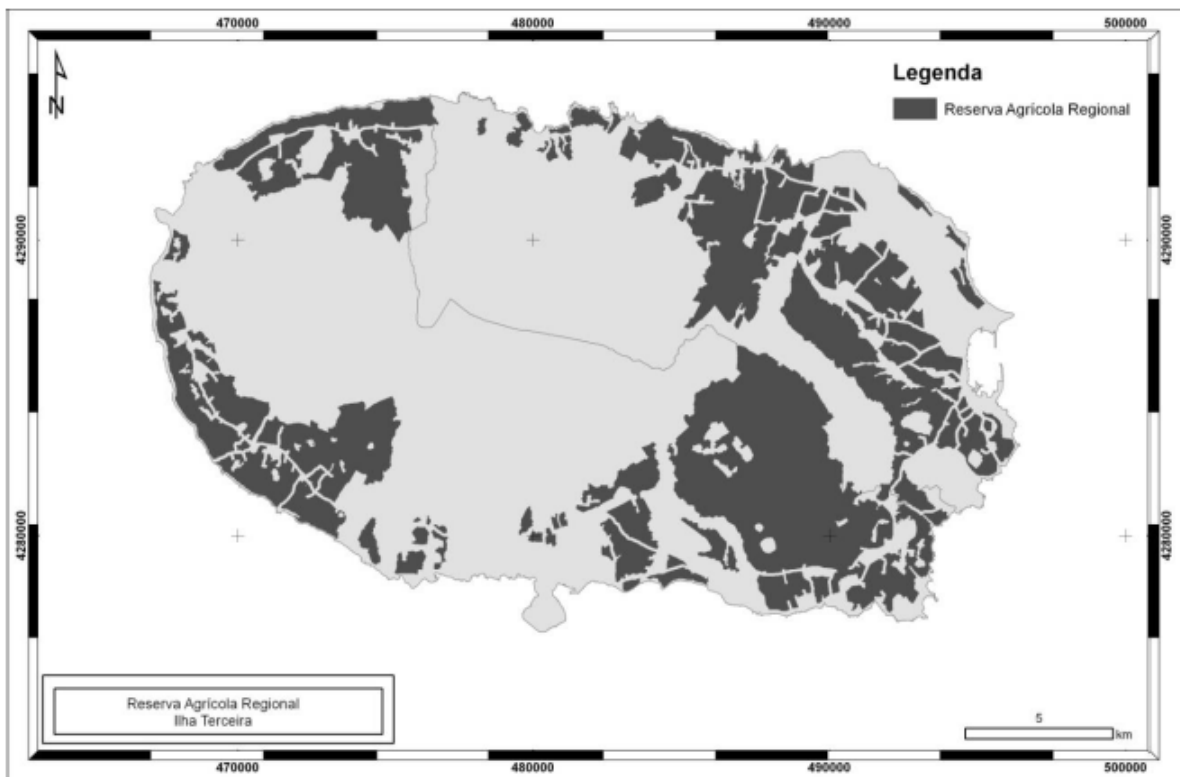 470000 480000 490000 500000
N
Legenda
Reserva Agrícola Regional
4290000 4290000
4280000 4280000
Reserva Agrícola Regional
Ilha Terceira
5
km
470000 480000 490000 500000